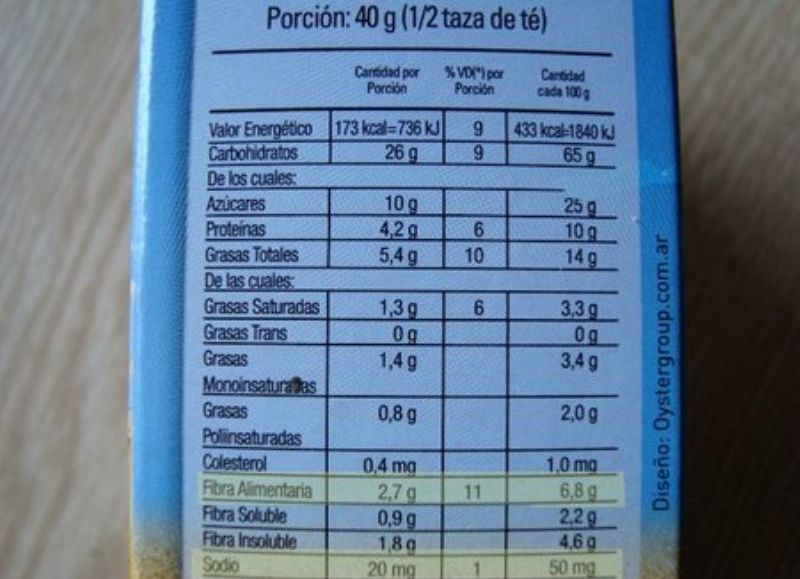 Porción: 40 g (1/2 taza de té)
Cantidad por Porción % VD(*) por Porción Cantidad cada 100 g
Valor Energético 173 kcal=736 kJ 9 433 kcal=1840 kJ
Carbohidratos 26 g 9 65 g
De los cuales:
Azúcares 10 g 25 g
Proteínas 4,2 g 6 10 g
Grasas Totales 5,4 g 10 14 g
De las cuales:
Grasas Saturadas 1,3 g 6 3,3 g
Grasas Trans 0 g 0 g
Grasas 1,4 g 3,4 g
Monoinsaturadas
Grasas 0,8 g 2,0 g
Poliinsaturadas
Colesterol 0,4 mg 1,0 mg
Fibra Alimentaria 2,7 g 11 6,8 g
Fibra Soluble 0,9 g 2,2 g
Fibra Insoluble 1,8 g 4,6 g
Sodio 20 mg 1 50 mg
Diseño: Oystergroup.com.ar